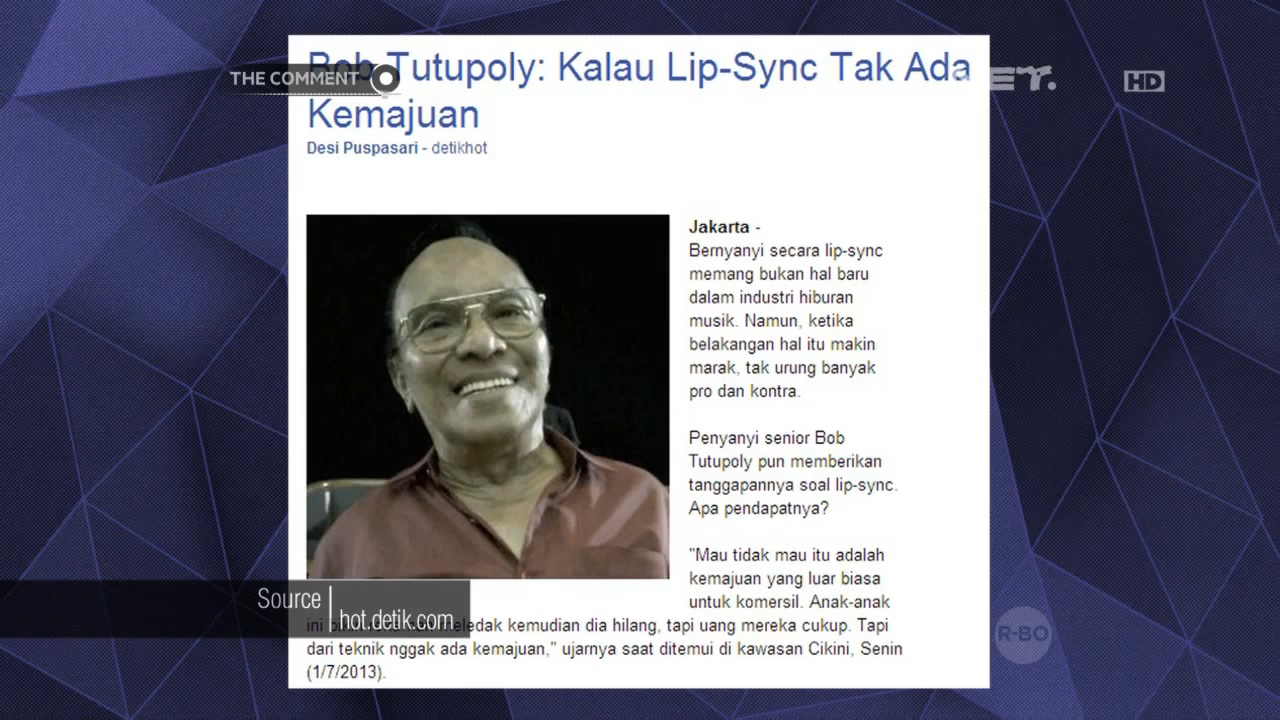 Bob Tutupoly: Kalau Lip-Sync Tak Ada
Kemajuan
THE COMMENT
HD
Desi Puspasari - detikhot
Jakarta -
Bernyanyi secara lip-sync
memang bukan hal baru
dalam industri hiburan
musik. Namun, ketika
belakangan hal itu makin
marak, tak urung banyak
pro dan kontra.
Penyanyi senior Bob
Tutupoly pun memberikan
tanggapannya soal lip-sync.
Apa pendapatnya?
"Mau tidak mau itu adalah
kemajuan yang luar biasa
untuk komersil. Anak-anak
ini kemudian dia hilang, tapi uang mereka cukup. Tapi
dari teknik nggak ada kemajuan," ujarnya saat ditemui di kawasan Cikini, Senin
(1/7/2013).
Source
hot.detik.com
R-BO